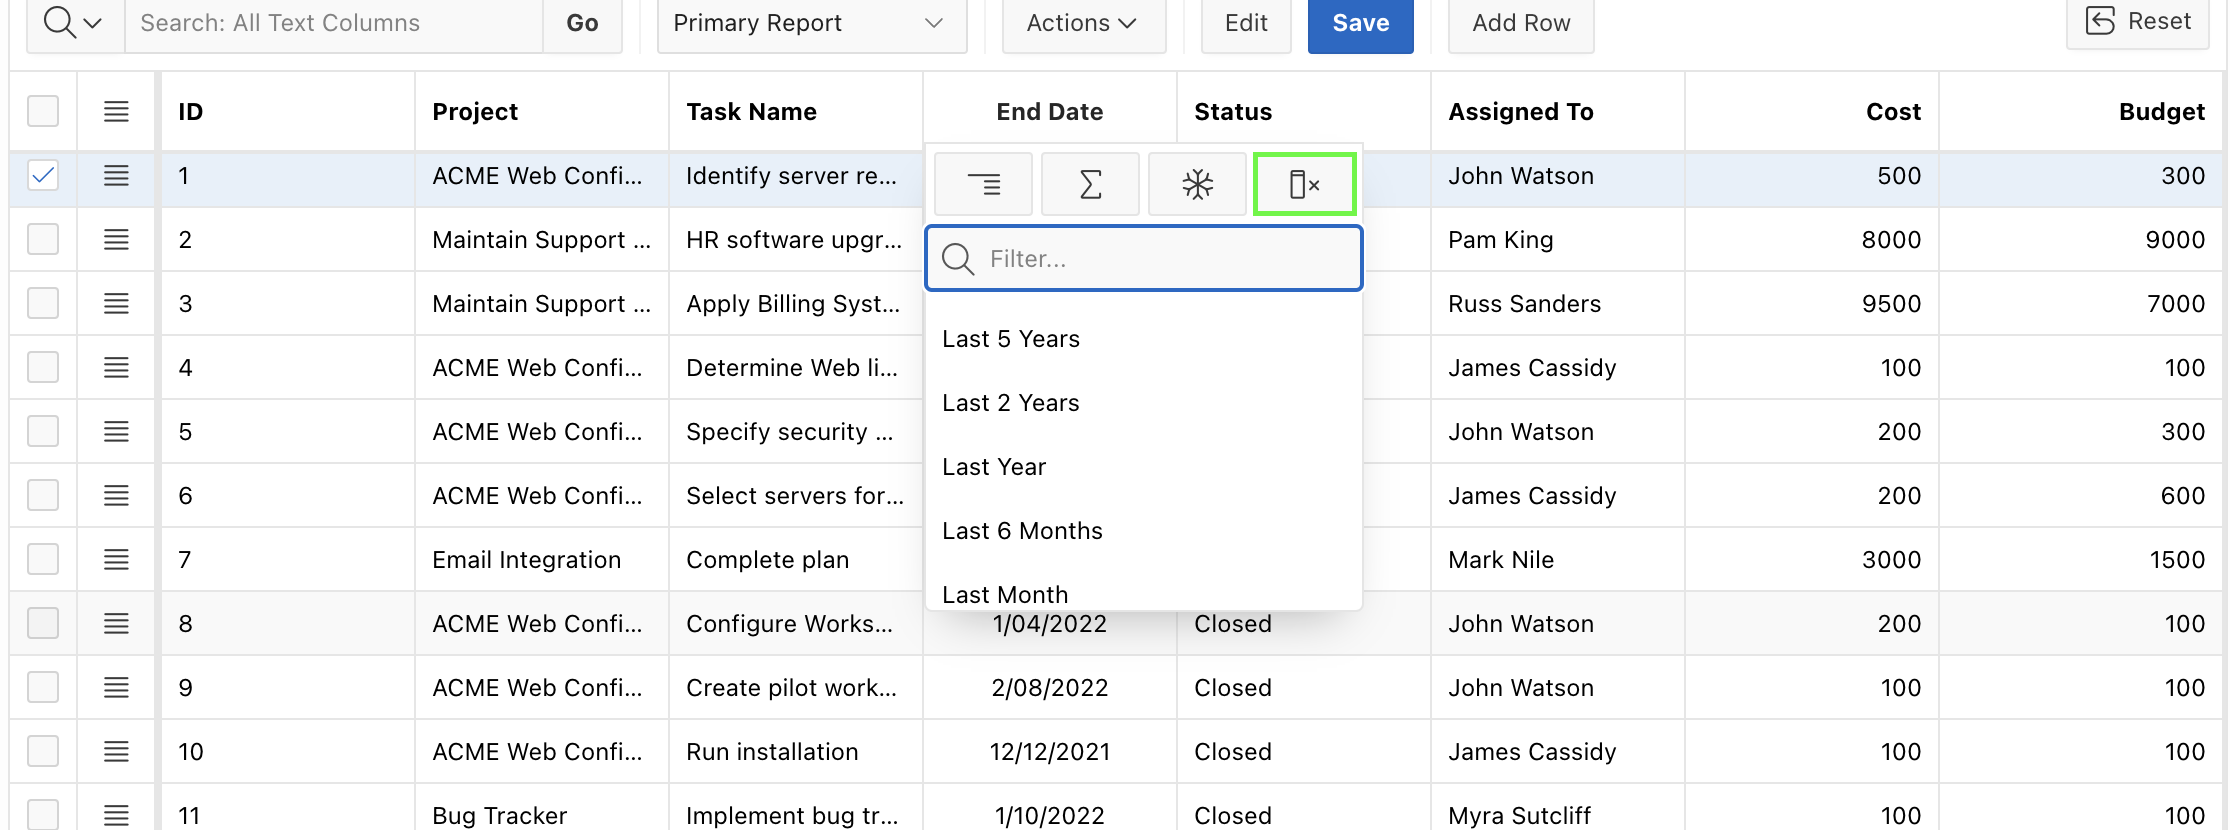 Search: All Text Columns Go Primary Report Actions Edit Save Add Row Reset
ID Project Task Name End Date Status Assigned To Cost Budget
1 ACME Web Confi... Identify server re... John Watson 500 300
2 Maintain Support ... HR software upgr... Pam King 8000 9000
Filter...
3 Maintain Support ... Apply Billing Syst... Russ Sanders 9500 7000
Last 5 Years
4 ACME Web Confi... Determine Web li... James Cassidy 100 100
Last 2 Years
5 ACME Web Confi... Specify security ... John Watson 200 300
Last Year
6 ACME Web Confi... Select servers for... James Cassidy 200 600
Last 6 Months
7 Email Integration Complete plan Mark Nile 3000 1500
Last Month
8 ACME Web Confi... Configure Works... 1/04/2022 Closed John Watson 200 100
9 ACME Web Confi... Create pilot work... 2/08/2022 Closed John Watson 100 100
10 ACME Web Confi... Run installation 12/12/2021 Closed James Cassidy 100 100
11 Bug Tracker Implement bug tr... 1/10/2022 Closed Myra Sutcliff 100 100